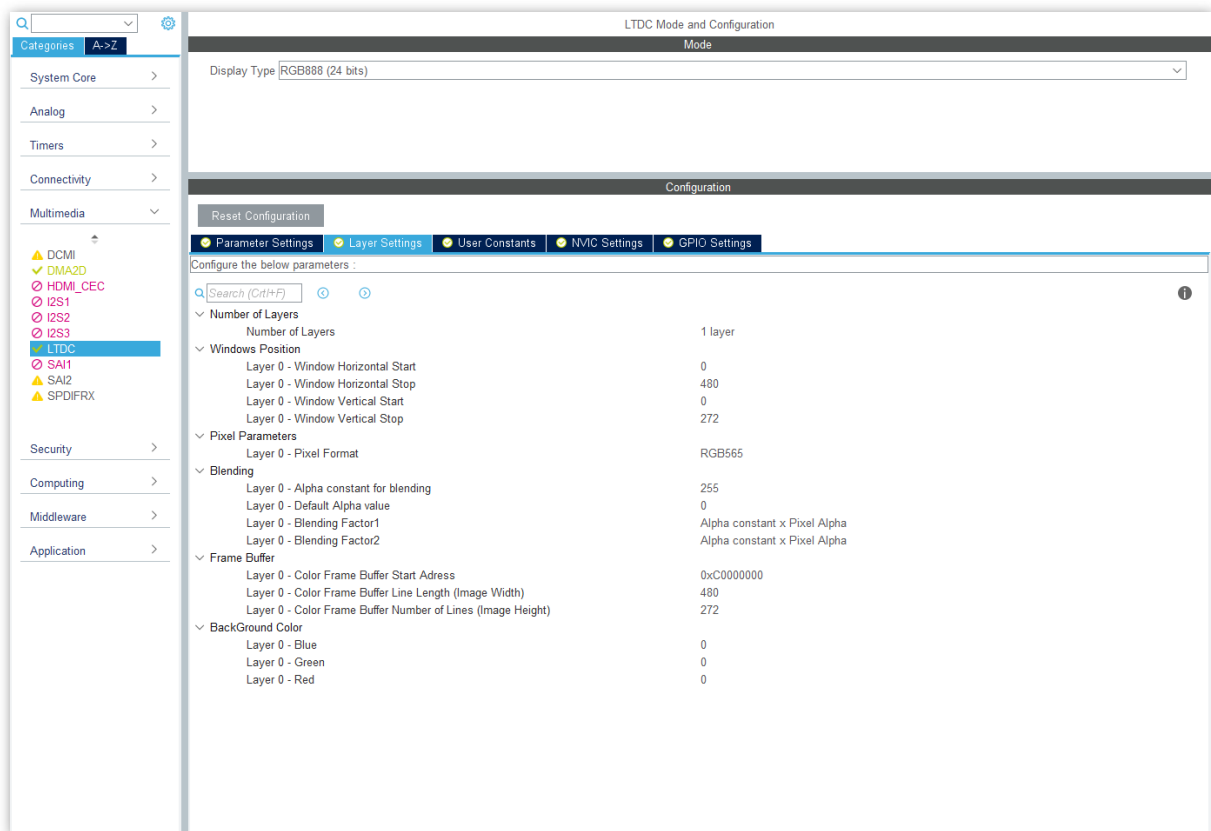 Categories A->Z
System Core
Analog
Timers
Connectivity
Multimedia
DCMI
DMA2D
HDMI_CEC
I2S1
I2S2
I2S3
LTDC
SAI1
SAI2
SPDIFRX
Security
Computing
Middleware
Application
LTDC Mode and Configuration
Mode
Display Type RGB888 (24 bits)
Configuration
Reset Configuration
Parameter Settings Layer Settings User Constants NVIC Settings GPIO Settings
Configure the below parameters :
Search (Crtl+F)
Number of Layers
Number of Layers 1 layer
Windows Position
Layer 0 - Window Horizontal Start 0
Layer 0 - Window Horizontal Stop 480
Layer 0 - Window Vertical Start 0
Layer 0 - Window Vertical Stop 272
Pixel Parameters
Layer 0 - Pixel Format RGB565
Blending
Layer 0 - Alpha constant for blending 255
Layer 0 - Default Alpha value 0
Layer 0 - Blending Factor1 Alpha constant x Pixel Alpha
Layer 0 - Blending Factor2 Alpha constant x Pixel Alpha
Frame Buffer
Layer 0 - Color Frame Buffer Start Adress 0xC0000000
Layer 0 - Color Frame Buffer Line Length (Image Width) 480
Layer 0 - Color Frame Buffer Number of Lines (Image Height) 272
BackGround Color
Layer 0 - Blue 0
Layer 0 - Green 0
Layer 0 - Red 0